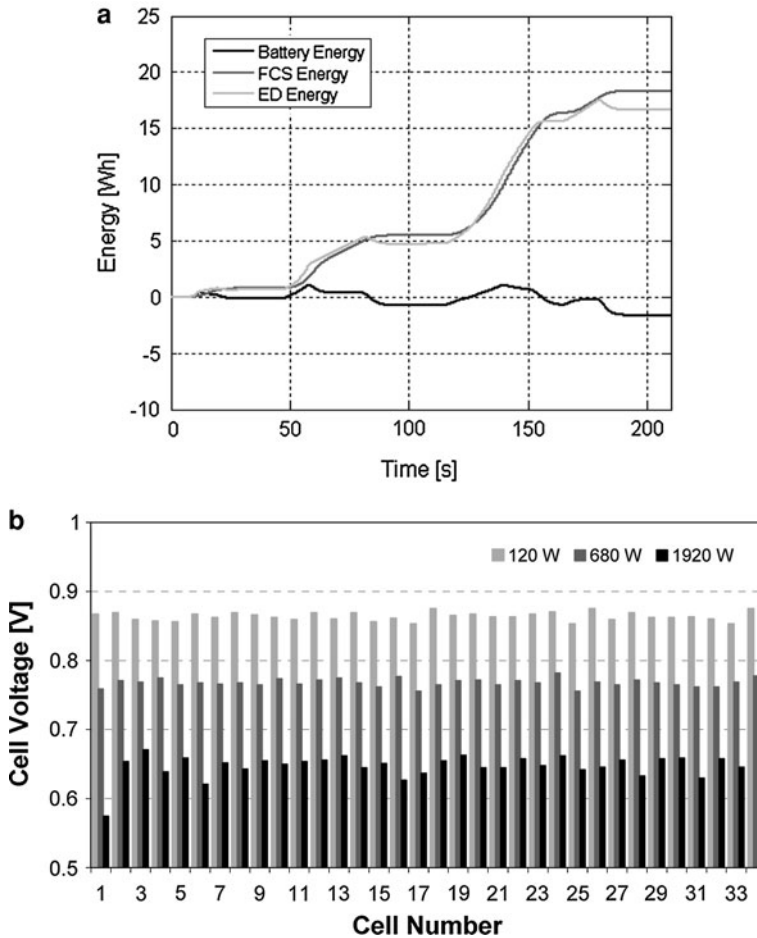 a
25
20
15
10
5
0
-5
-10
Energy [Wh]
Battery Energy
FCS Energy
ED Energy
0 50 100 150 200
Time [s]
b
1
0.9
0.8
0.7
0.6
0.5
Cell Voltage [V]
120 W 680 W 1920 W
1 3 5 7 9 11 13 15 17 19 21 23 25 27 29 31 33
Cell Number